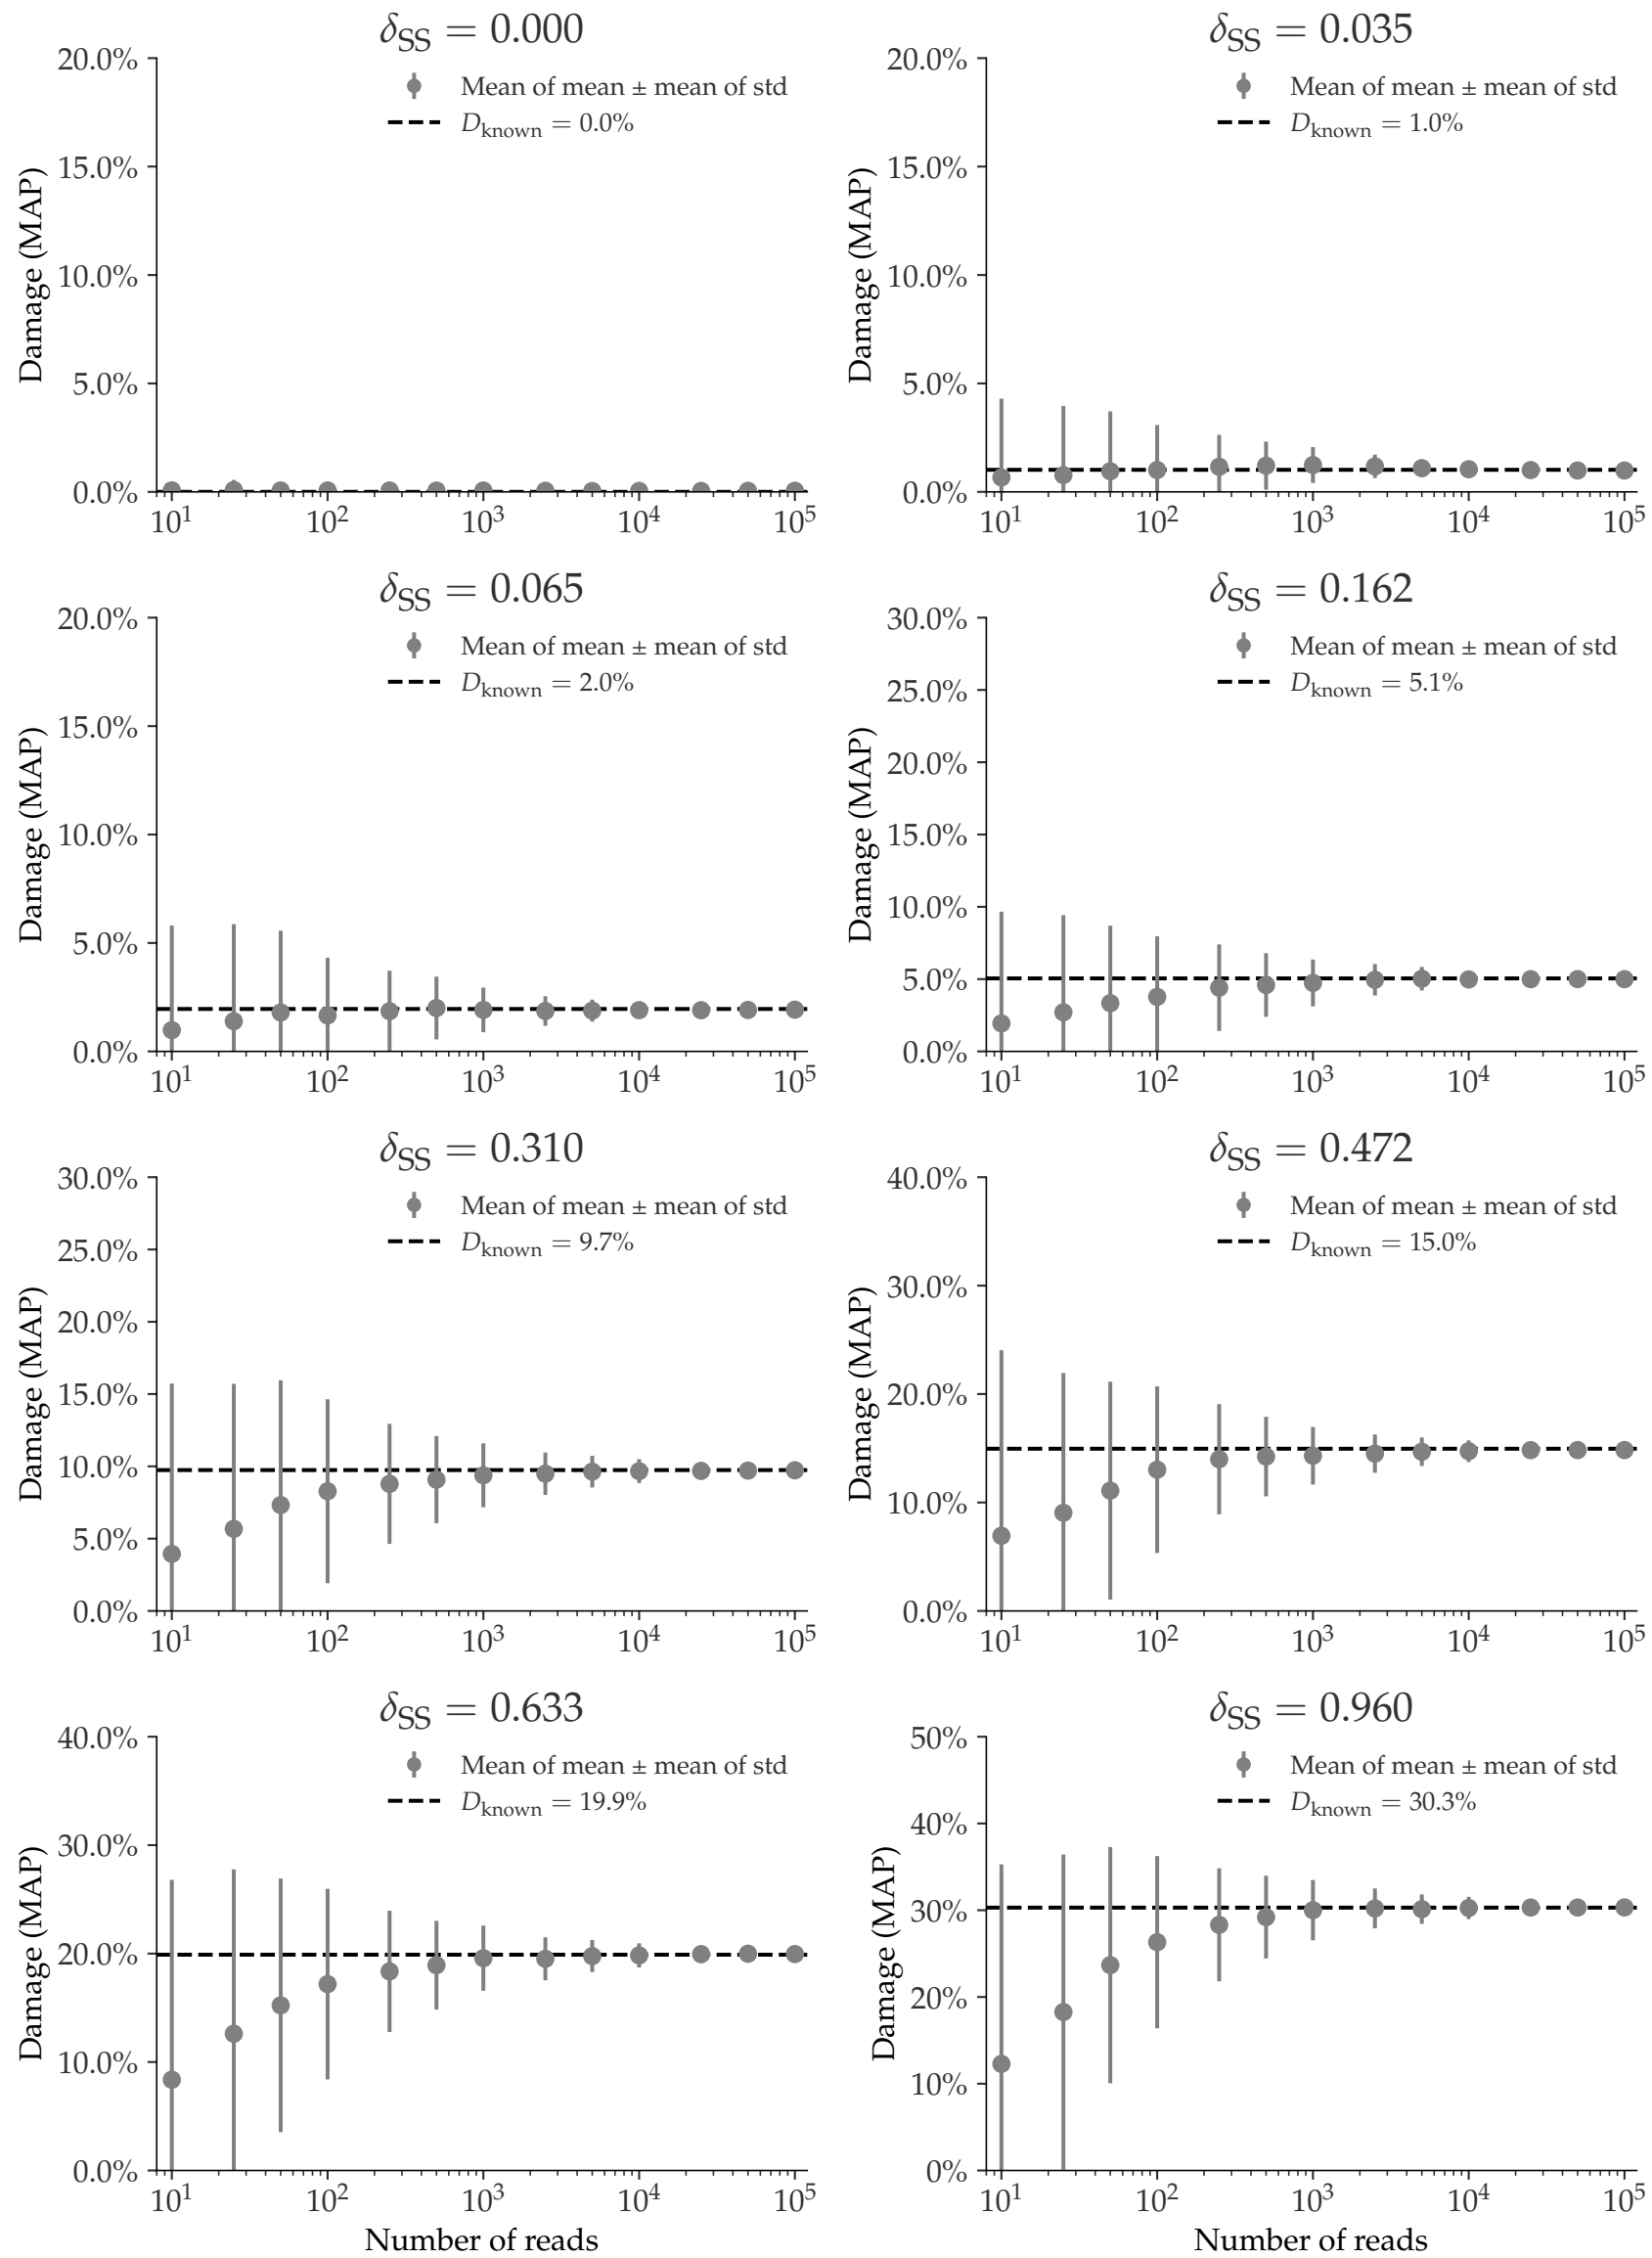 δSS = 0.000
Mean of mean ± mean of std
Dknown = 0.0%
Damage (MAP)
20.0%
15.0%
10.0%
5.0%
0.0%
10¹ 10² 10³ 10⁴ 10⁵
δSS = 0.035
Mean of mean ± mean of std
Dknown = 1.0%
Damage (MAP)
20.0%
15.0%
10.0%
5.0%
0.0%
10¹ 10² 10³ 10⁴ 10⁵
δSS = 0.065
Mean of mean ± mean of std
Dknown = 2.0%
Damage (MAP)
20.0%
15.0%
10.0%
5.0%
0.0%
10¹ 10² 10³ 10⁴ 10⁵
δSS = 0.162
Mean of mean ± mean of std
Dknown = 5.1%
Damage (MAP)
30.0%
25.0%
20.0%
15.0%
10.0%
5.0%
0.0%
10¹ 10² 10³ 10⁴ 10⁵
δSS = 0.310
Mean of mean ± mean of std
Dknown = 9.7%
Damage (MAP)
30.0%
25.0%
20.0%
15.0%
10.0%
5.0%
0.0%
10¹ 10² 10³ 10⁴ 10⁵
δSS = 0.472
Mean of mean ± mean of std
Dknown = 15.0%
Damage (MAP)
40.0%
30.0%
20.0%
10.0%
0.0%
10¹ 10² 10³ 10⁴ 10⁵
δSS = 0.633
Mean of mean ± mean of std
Dknown = 19.9%
Damage (MAP)
40.0%
30.0%
20.0%
10.0%
0.0%
10¹ 10² 10³ 10⁴ 10⁵
Number of reads
δSS = 0.960
Mean of mean ± mean of std
Dknown = 30.3%
Damage (MAP)
50%
40%
30%
20%
10%
0%
10¹ 10² 10³ 10⁴ 10⁵
Number of reads